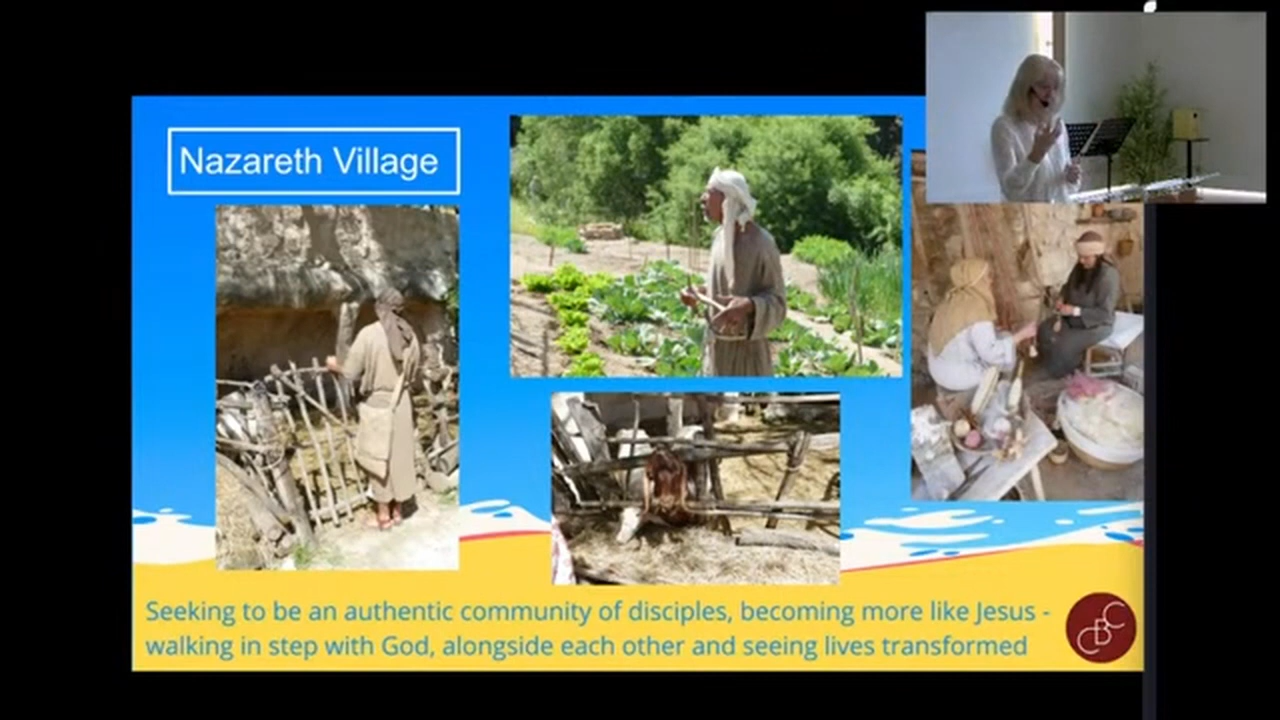 Nazareth Village
Seeking to be an authentic community of disciples, becoming more like Jesus -
walking in step with God, alongside each other and seeing lives transformed
CBC